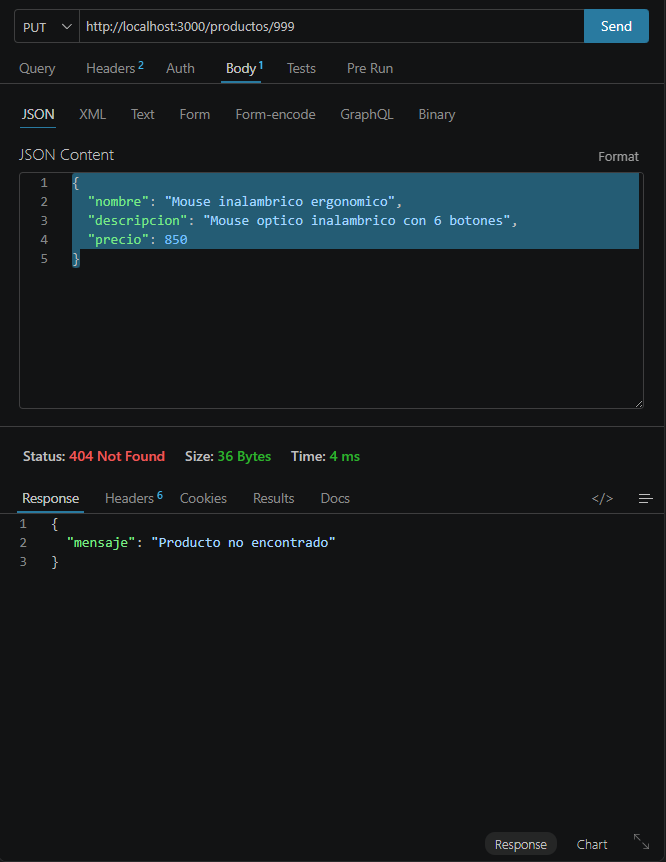 PUT http://localhost:3000/productos/999 Send
Query Headers 2 Auth Body 1 Tests Pre Run
JSON XML Text Form Form-encode GraphQL Binary
JSON Content Format
1 {
2 "nombre": "Mouse inalambrico ergonomico",
3 "descripcion": "Mouse optico inalambrico con 6 botones",
4 "precio": 850
5 }
Status: 404 Not Found Size: 36 Bytes Time: 4 ms
Response Headers 6 Cookies Results Docs </>
1 {
2 "mensaje": "Producto no encontrado"
3 }
Response Chart